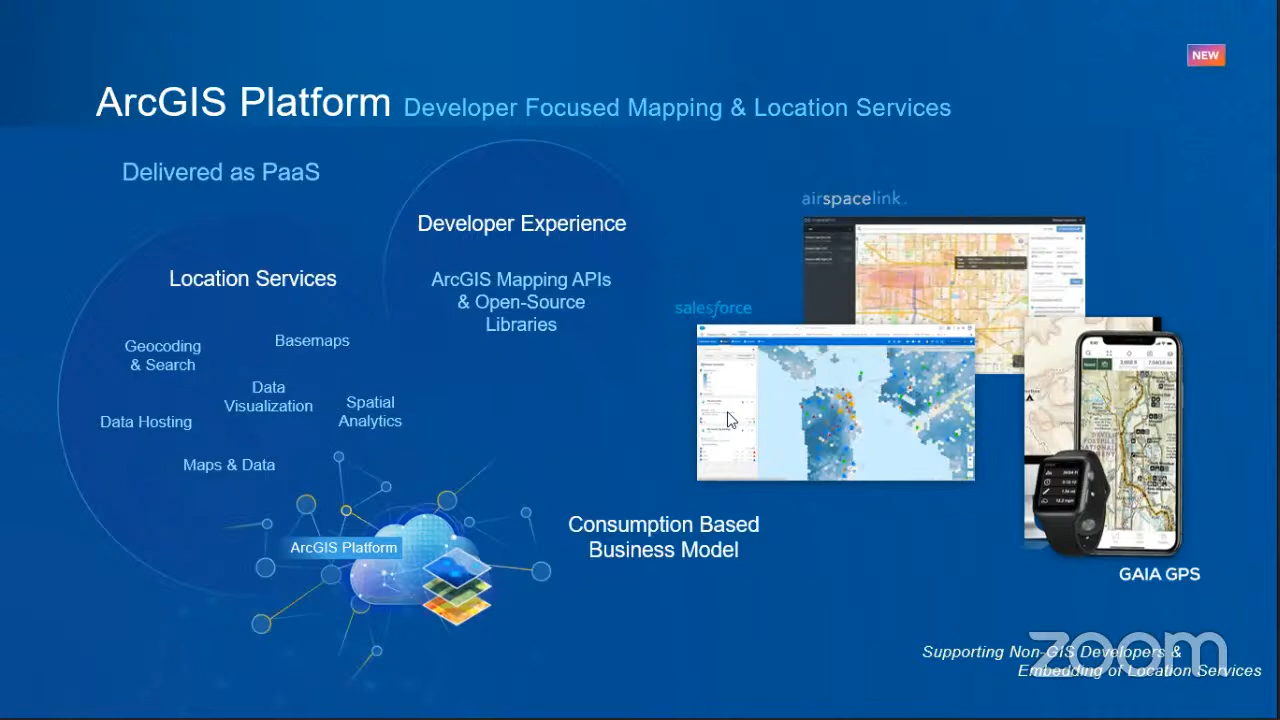 NEW
ArcGIS Platform Developer Focused Mapping & Location Services
Delivered as PaaS
Developer Experience
ArcGIS Mapping APIs
& Open-Source
Libraries
Location Services
Geocoding
& Search
Basemaps
Data
Visualization
Data Hosting
Spatial
Analytics
Maps & Data
ArcGIS Platform
Consumption Based
Business Model
airspacelink.
salesforce
GAIA GPS
Supporting Non-GIS Developers &
Embedding of Location Services
zoom